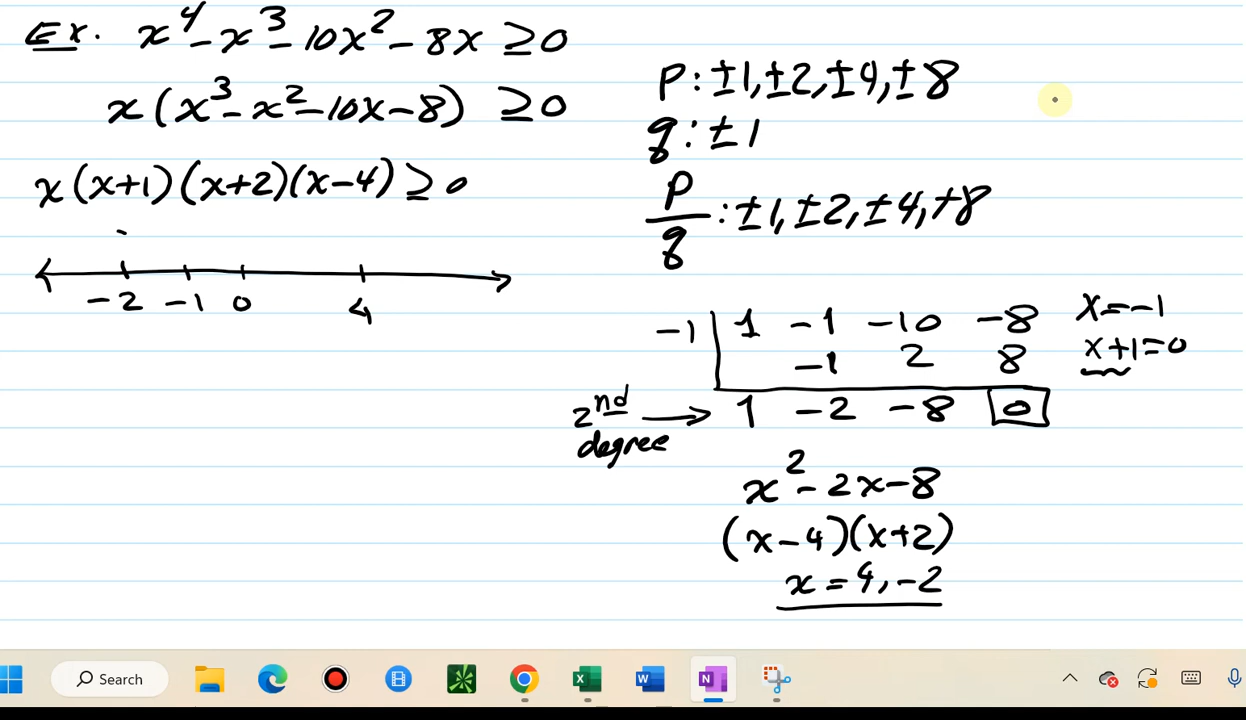 Ex. x⁴ - x³ - 10x² - 8x ≥ 0
x(x³ - x² - 10x - 8) ≥ 0
x(x+1)(x+2)(x-4) ≥ 0
-2 -1 0 4
p: ±1, ±2, ±4, ±8
q: ±1
p/q: ±1, ±2, ±4, +8
-1 | 1 -1 -10 -8
-1 2 8
2nd degree → 1 -2 -8 0
x = -1
x+1=0
x² - 2x - 8
(x-4)(x+2)
x = 4, -2
Search